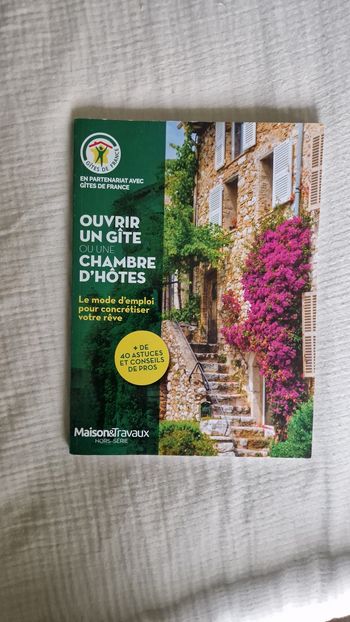 GÎTES DE FRANCE
EN PARTENARIAT AVEC
GÎTES DE FRANCE
OUVRIR
UN GÎTE
OU UNE
CHAMBRE
D'HÔTES
Le mode d'emploi
pour concrétiser
votre rêve
+ DE
40 ASTUCES
ET CONSEILS
DE PROS
Maison&Travaux
HORS-SÉRIE